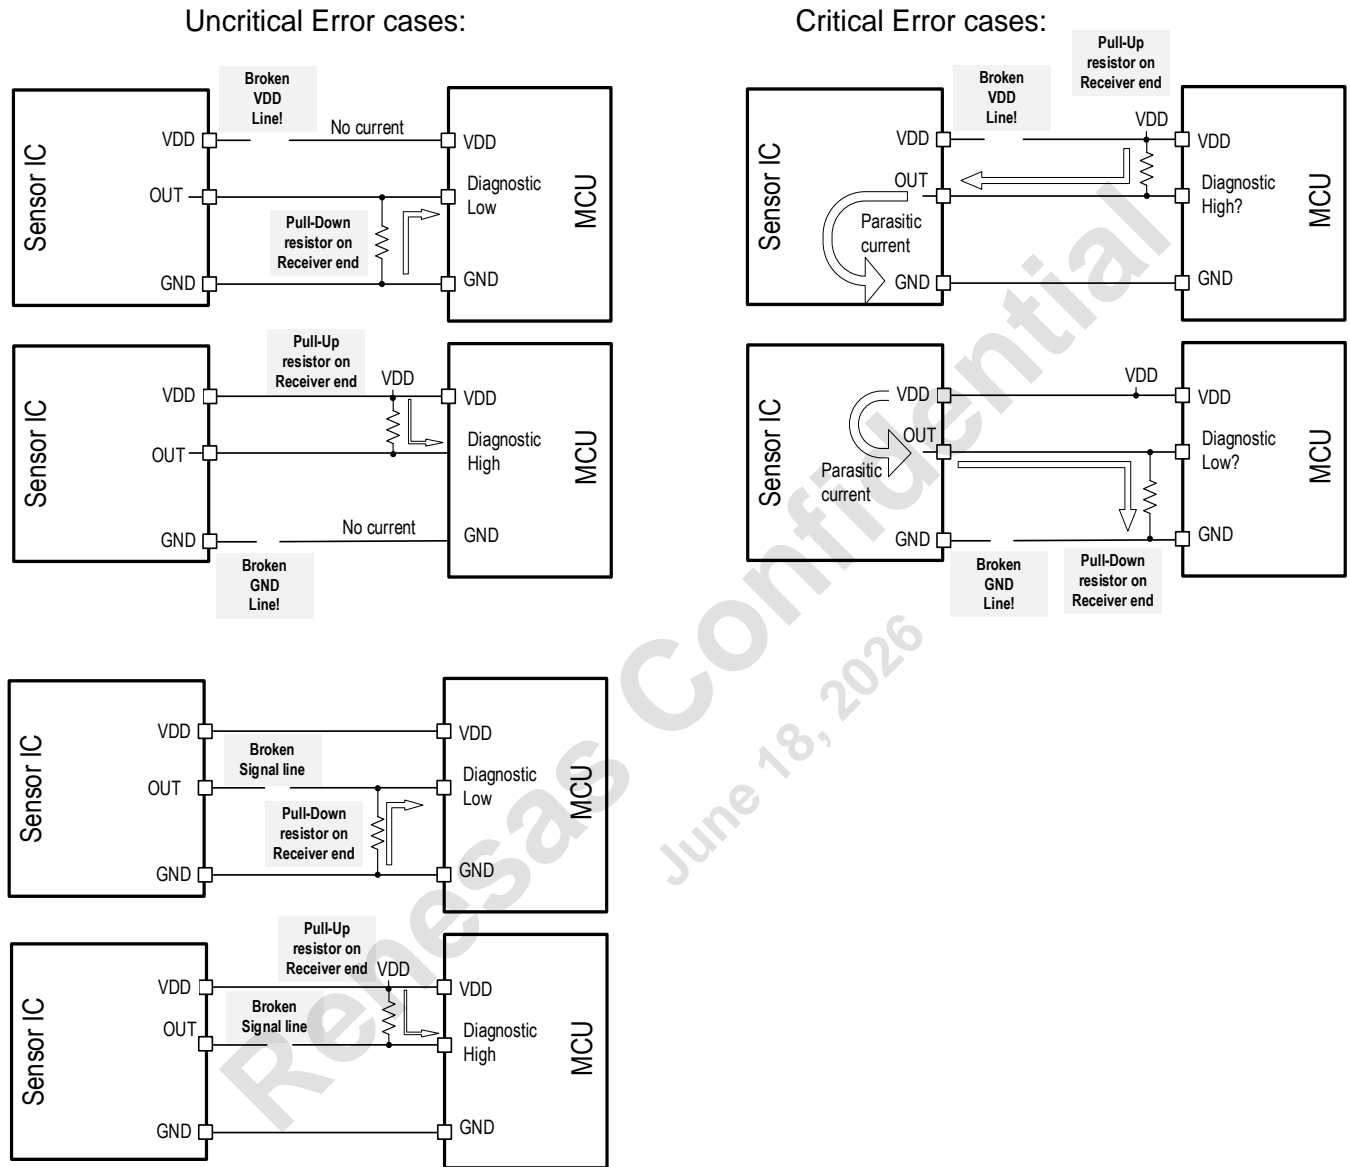 Uncritical Error cases:
Critical Error cases:
Broken
VDD
Line!
No current
Sensor IC
VDD
OUT
GND
Pull-Down
resistor on
Receiver end
VDD
Diagnostic
Low
GND
MCU
Pull-Up
resistor on
Receiver end
Broken
VDD
Line!
VDD
Sensor IC
VDD
OUT
Parasitic
current
GND
VDD
Diagnostic
High?
GND
MCU
Pull-Up
resistor on
Receiver end
VDD
Sensor IC
VDD
OUT
GND
No current
Broken
GND
Line!
VDD
Diagnostic
High
GND
MCU
VDD
Sensor IC
VDD
OUT
Parasitic
current
GND
Broken
GND
Line!
Pull-Down
resistor on
Receiver end
VDD
Diagnostic
Low?
GND
MCU
Sensor IC
VDD
OUT
GND
Broken
Signal line
Pull-Down
resistor on
Receiver end
VDD
Diagnostic
Low
GND
MCU
Pull-Up
resistor on
Receiver end
VDD
Sensor IC
VDD
OUT
GND
Broken
Signal line
VDD
Diagnostic
High
GND
MCU
Renesas Confidential
June 18, 2026